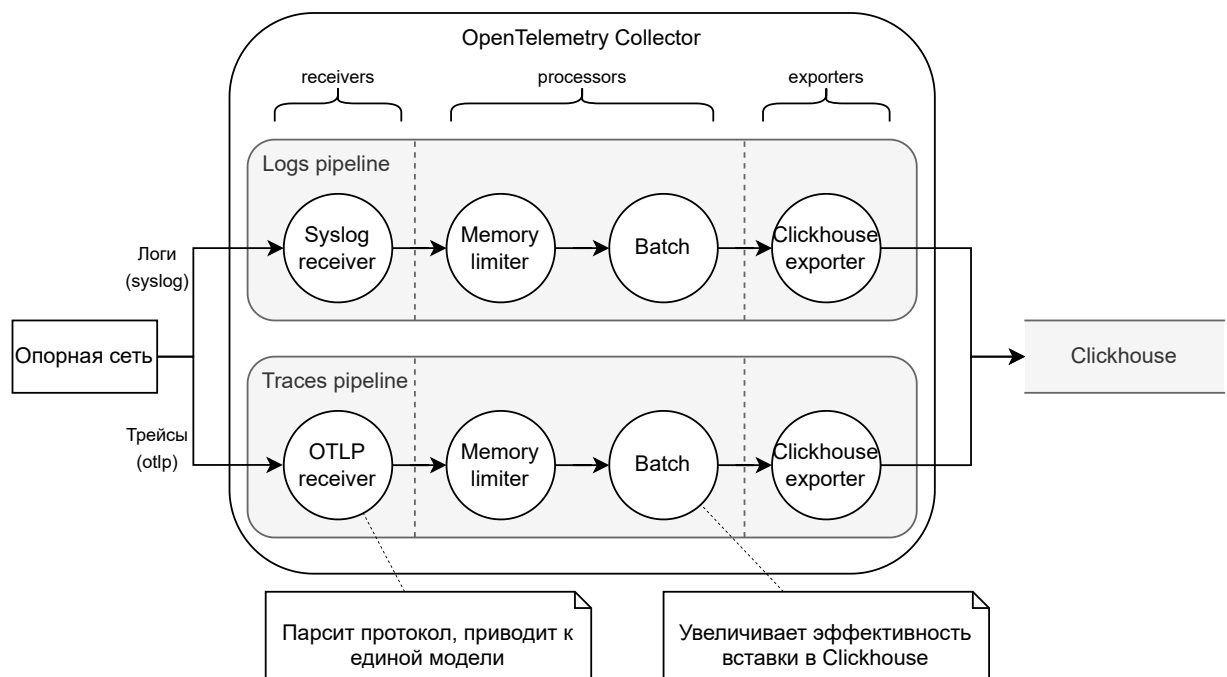 OpenTelemetry Collector
receivers
processors
exporters
Logs pipeline
Логи
(syslog)
Syslog
receiver
Memory
limiter
Batch
Clickhouse
exporter
Опорная сеть
Clickhouse
Traces pipeline
Трейсы
(otlp)
OTLP
receiver
Memory
limiter
Batch
Clickhouse
exporter
Парсит протокол, приводит к
единой модели
Увеличивает эффективность
вставки в Clickhouse